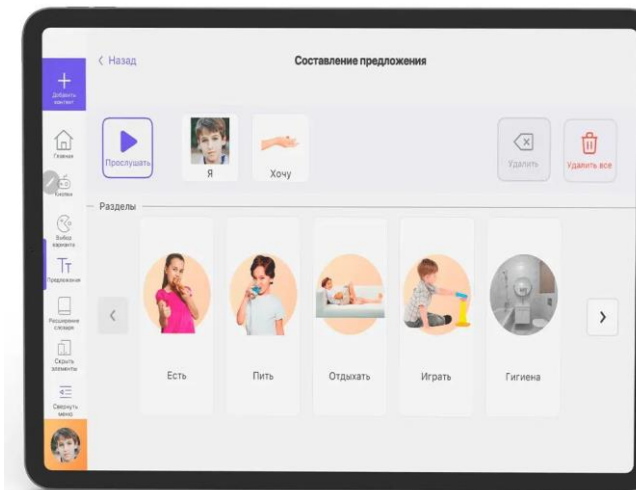 Назад
Составление предложения
Добавить
контент
Прослушать
Я
Хочу
Удалить
Удалить все
Главная
Кнопки
Разделы
Выбор
варианта
Предложения
Расширение
словаря
Скрыть
элементы
Свернуть
меню
Есть
Пить
Отдыхать
Играть
Гигиена